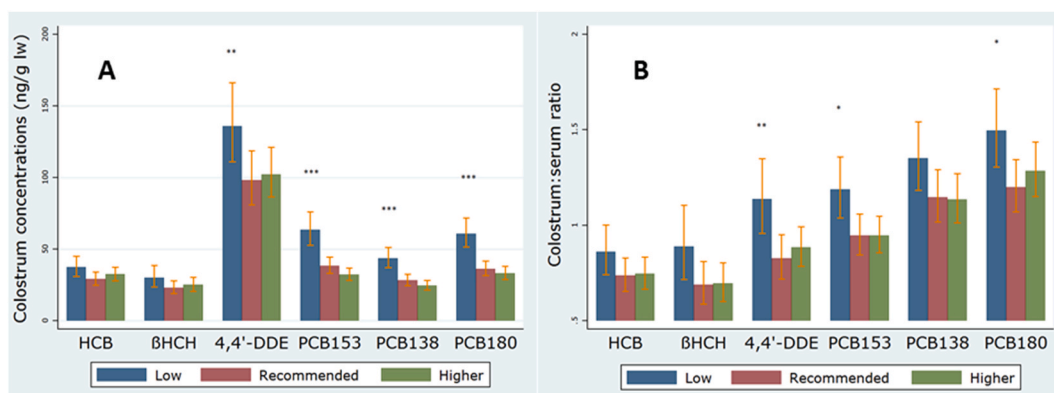 A
Colostrum concentrations (ng/g lw)
200
150
100
50
0
**
***
***
***
HCB ßHCH 4,4'-DDE PCB153 PCB138 PCB180
Low Recommended Higher
B
Colostrum:serum ratio
2
1.5
1
.5
**
*
*
HCB ßHCH 4,4'-DDE PCB153 PCB138 PCB180
Low Recommended Higher